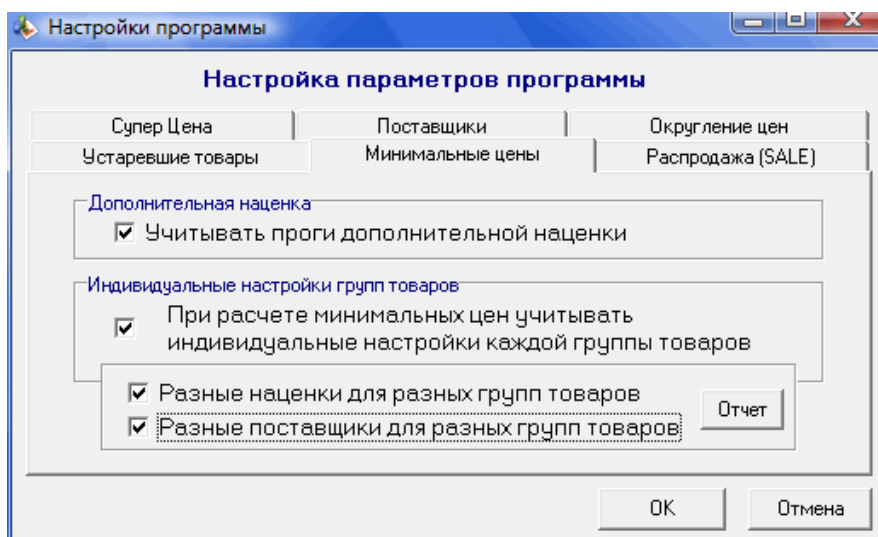 Настройки программы
Настройка параметров программы
Супер Цена
Поставщики
Округление цен
Устаревшие товары
Минимальные цены
Распродажа (SALE)
Дополнительная наценка
Учитывать проги дополнительной наценки
Индивидуальные настройки групп товаров
При расчете минимальных цен учитывать
индивидуальные настройки каждой группы товаров
Разные наценки для разных групп товаров
Разные поставщики для разных групп товаров
Отчет
OK
Отмена